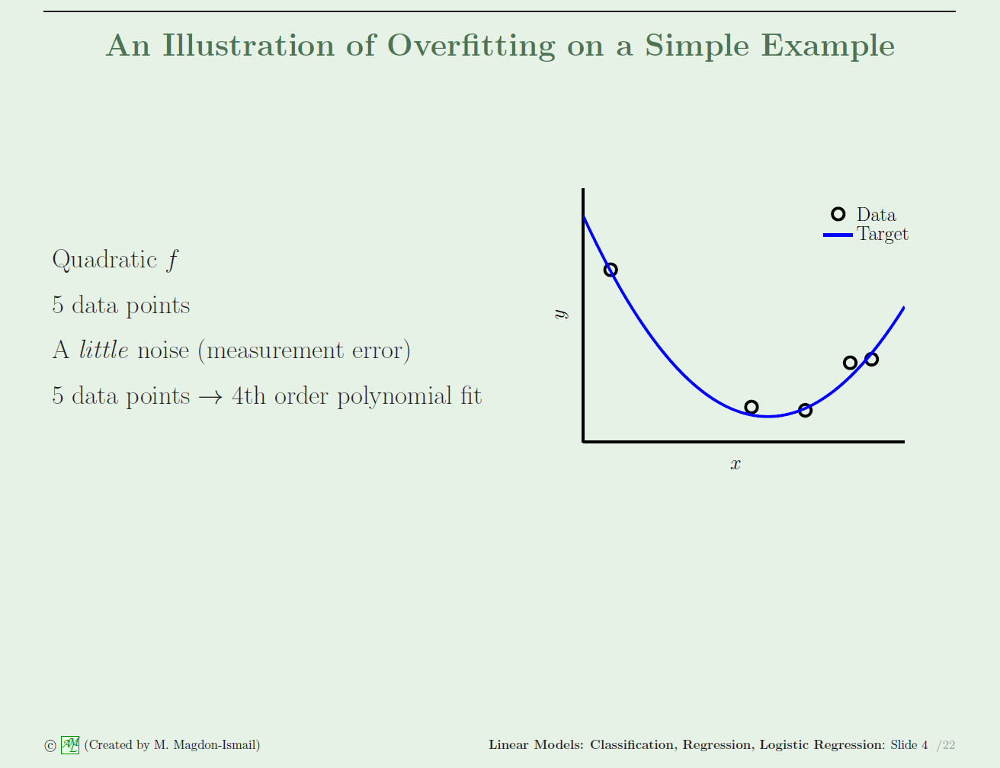 An Illustration of Overfitting on a Simple Example
Quadratic f
5 data points
A little noise (measurement error)
5 data points → 4th order polynomial fit
Data
Target
y
x
© AML (Created by M. Magdon-Ismail)
Linear Models: Classification, Regression, Logistic Regression: Slide 4 /22